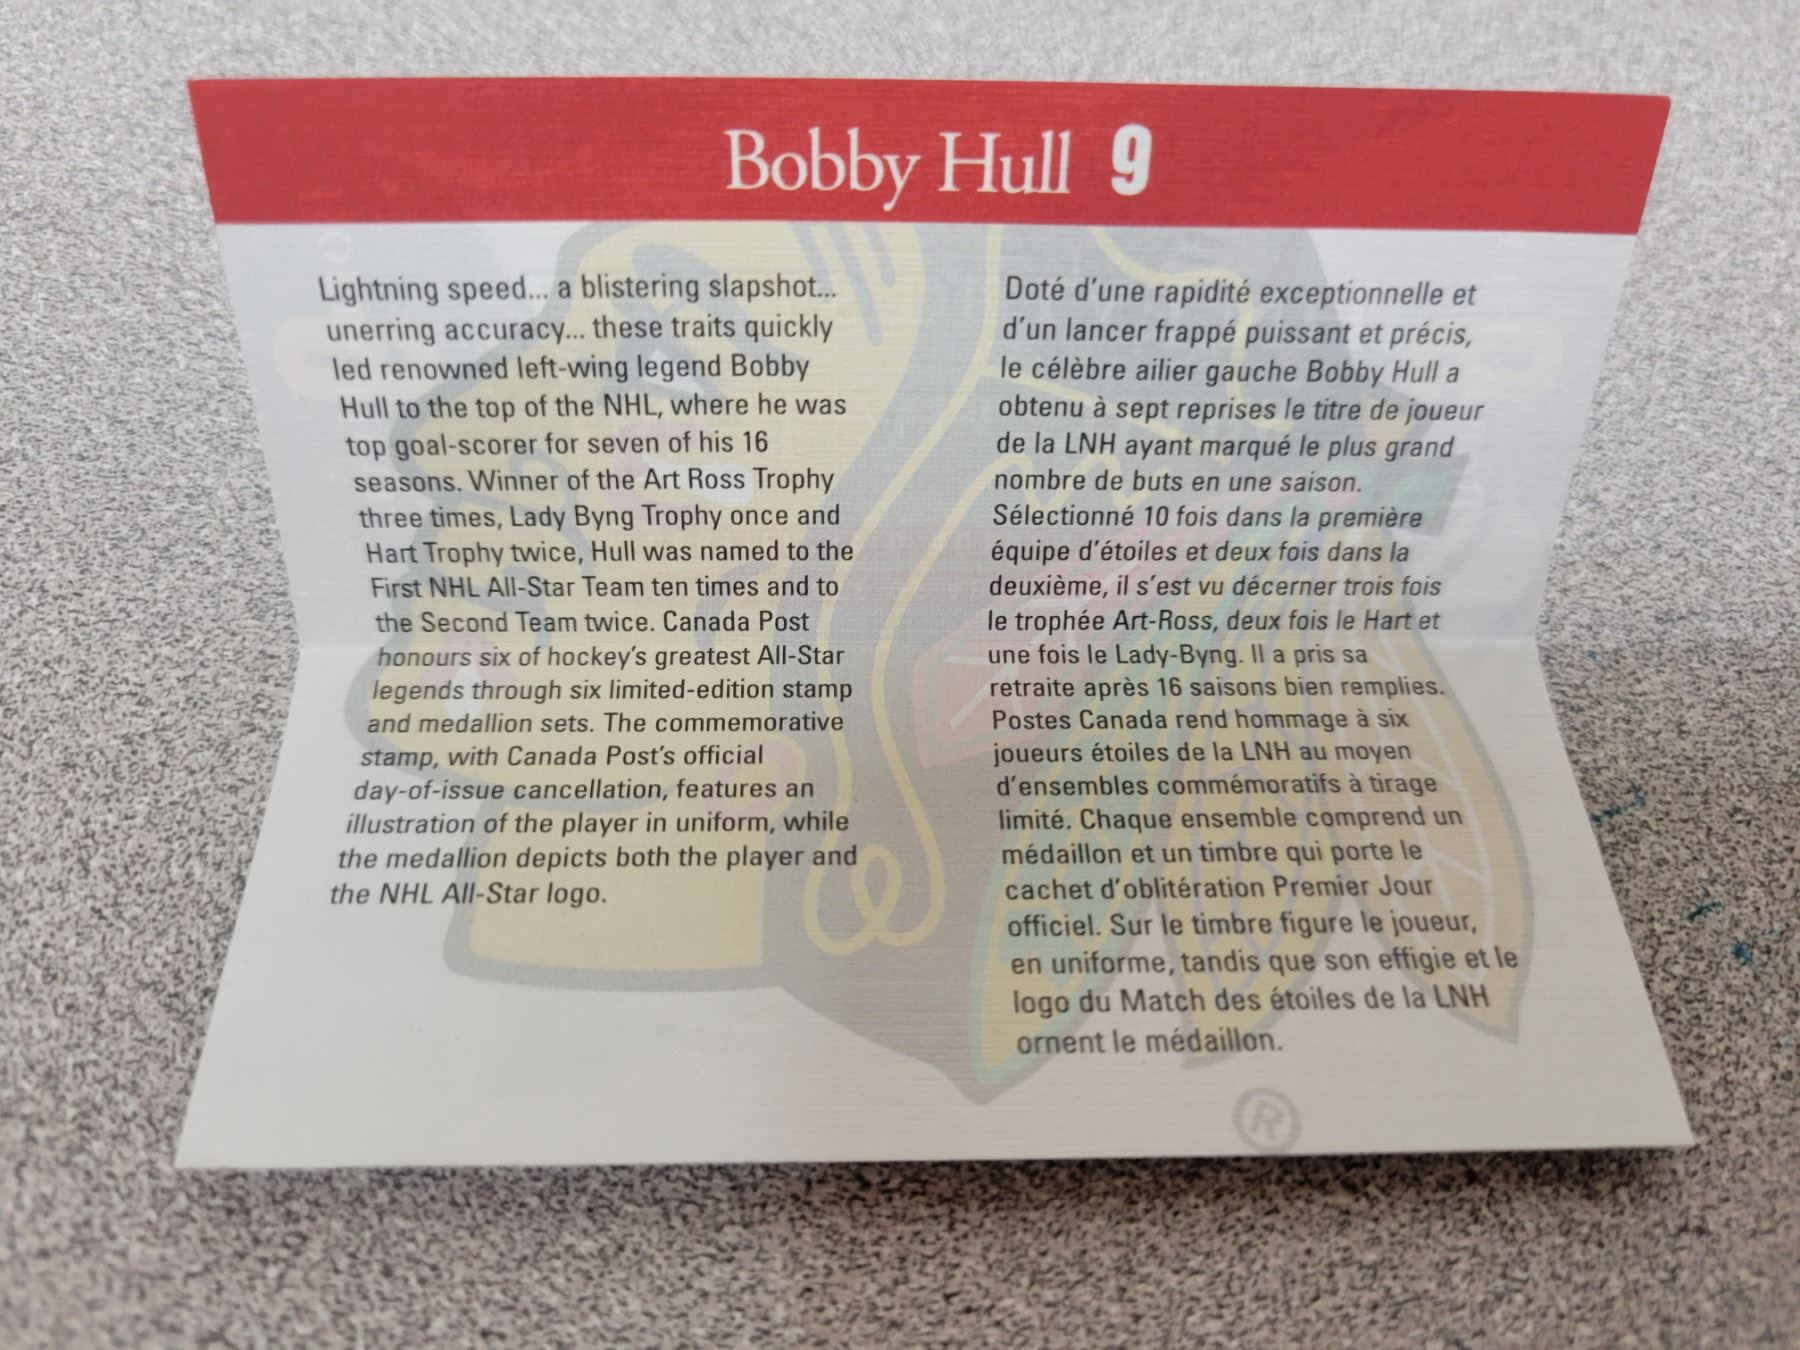 Bobby Hull 9
Lightning speed... a blistering slapshot...
unerring accuracy... these traits quickly
led renowned left-wing legend Bobby
Hull to the top of the NHL, where he was
top goal-scorer for seven of his 16
seasons. Winner of the Art Ross Trophy
three times, Lady Byng Trophy once and
Hart Trophy twice, Hull was named to the
First NHL All-Star Team ten times and to
the Second Team twice. Canada Post
honours six of hockey's greatest All-Star
legends through six limited-edition stamp
and medallion sets. The commemorative
stamp, with Canada Post's official
day-of-issue cancellation, features an
illustration of the player in uniform, while
the medallion depicts both the player and
the NHL All-Star logo.
Doté d'une rapidité exceptionnelle et
d'un lancer frappé puissant et précis,
le célèbre ailier gauche Bobby Hull a
obtenu à sept reprises le titre de joueur
de la LNH ayant marqué le plus grand
nombre de buts en une saison.
Sélectionné 10 fois dans la première
équipe d'étoiles et deux fois dans la
deuxième, il s'est vu décerner trois fois
le trophée Art-Ross, deux fois le Hart et
une fois le Lady-Byng. Il a pris sa
retraite après 16 saisons bien remplies.
Postes Canada rend hommage à six
joueurs étoiles de la LNH au moyen
d'ensembles commémoratifs à tirage
limité. Chaque ensemble comprend un
médaillon et un timbre qui porte le
cachet d'oblitération Premier Jour
officiel. Sur le timbre figure le joueur,
en uniforme, tandis que son effigie et le
logo du Match des étoiles de la LNH
ornent le médaillon.
®